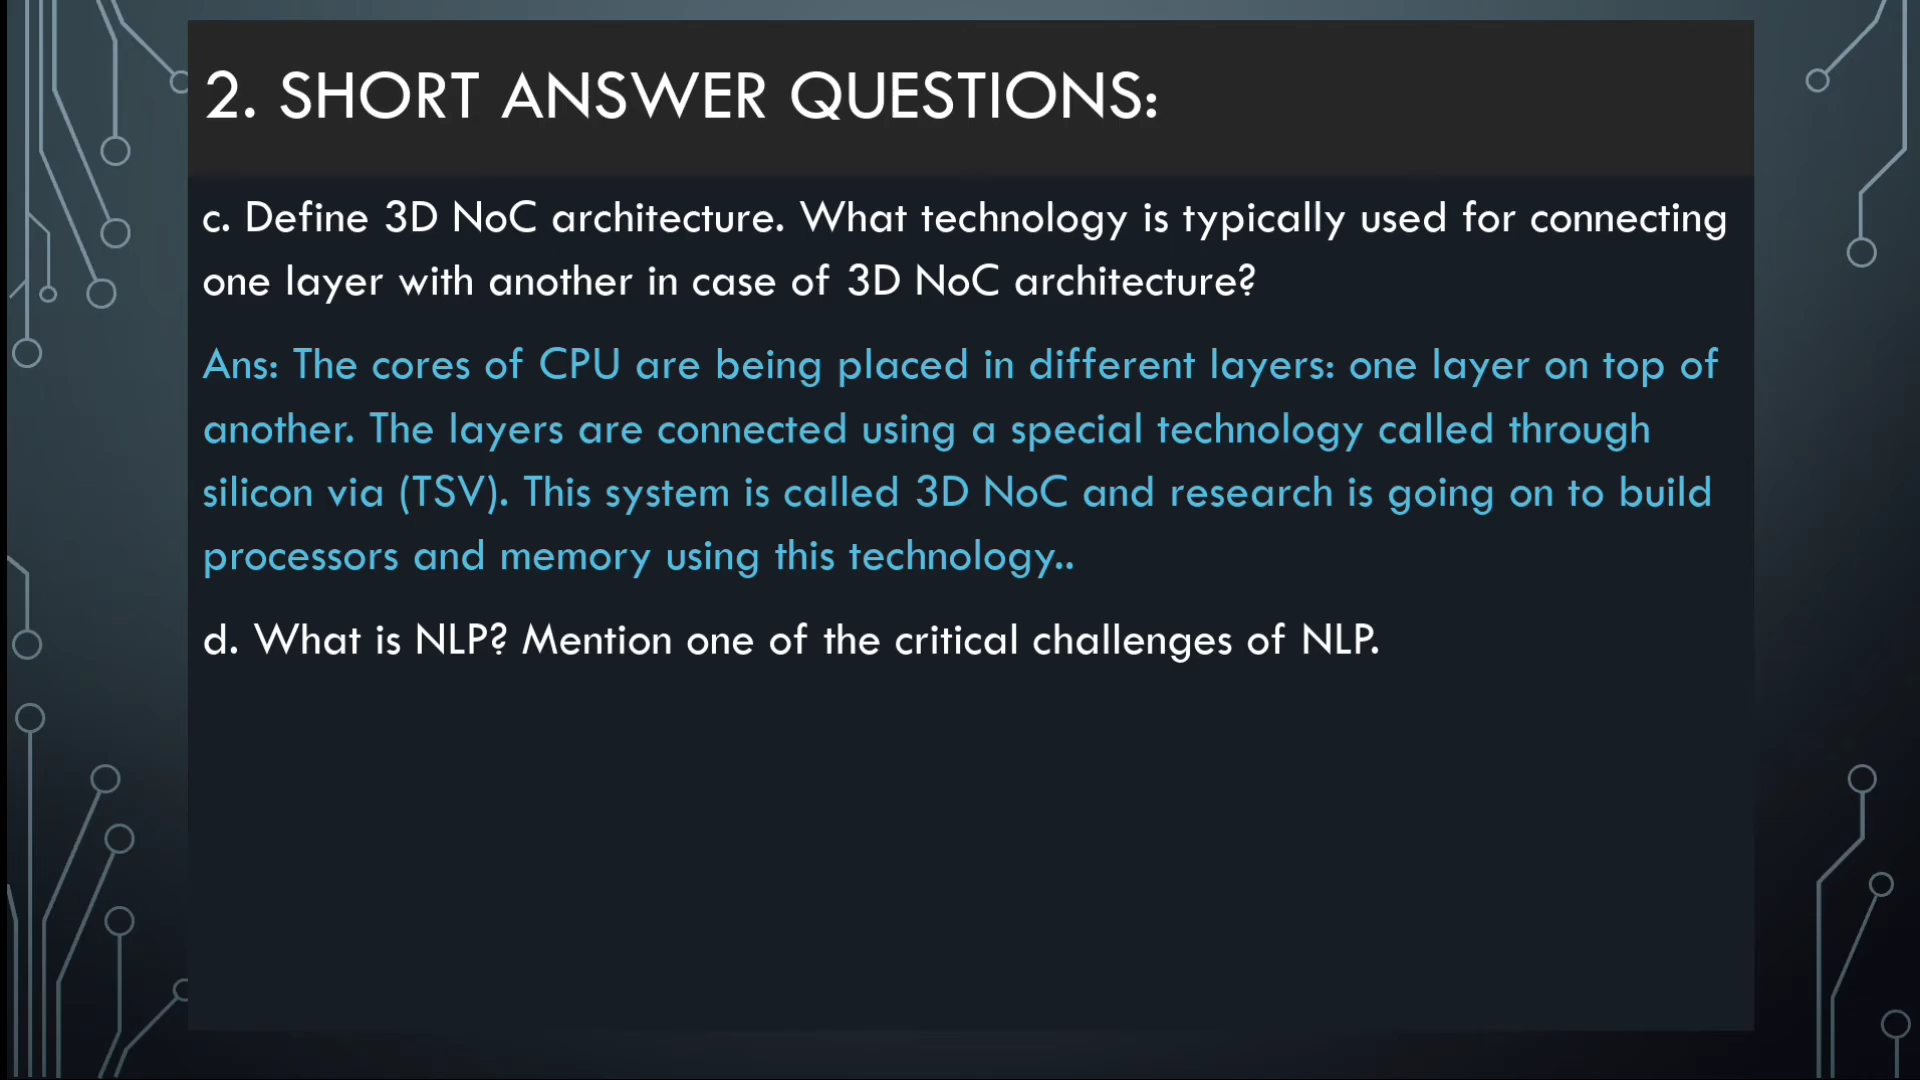 2. SHORT ANSWER QUESTIONS:
c. Define 3D NoC architecture. What technology is typically used for connecting
one layer with another in case of 3D NoC architecture?
Ans: The cores of CPU are being placed in different layers: one layer on top of
another. The layers are connected using a special technology called through
silicon via (TSV). This system is called 3D NoC and research is going on to build
processors and memory using this technology..
d. What is NLP? Mention one of the critical challenges of NLP.